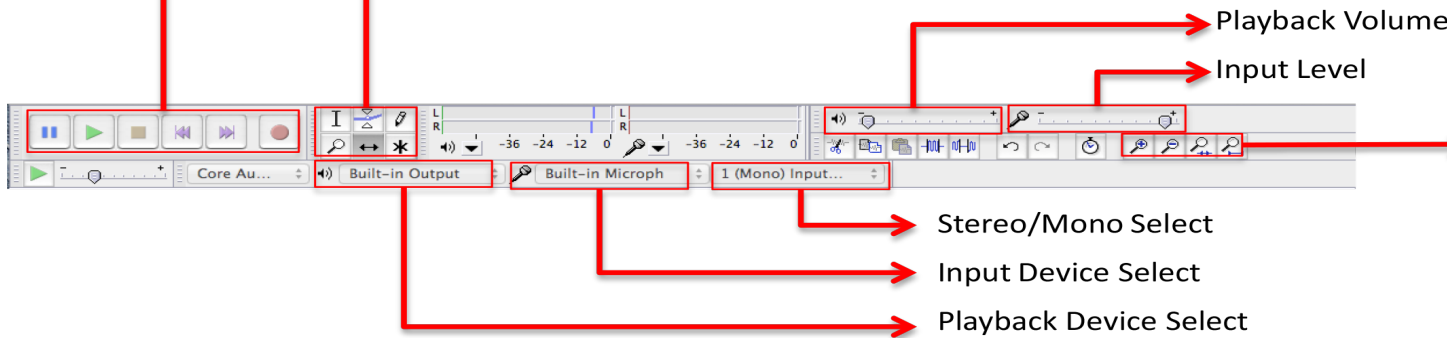 Playback Volume
Input Level
L
R
-36 -24 -12 0
L
R
-36 -24 -12 0
- +
- +
- +
Core Au...
Built-in Output
Built-in Microph
1 (Mono) Input...
Stereo/Mono Select
Input Device Select
Playback Device Select